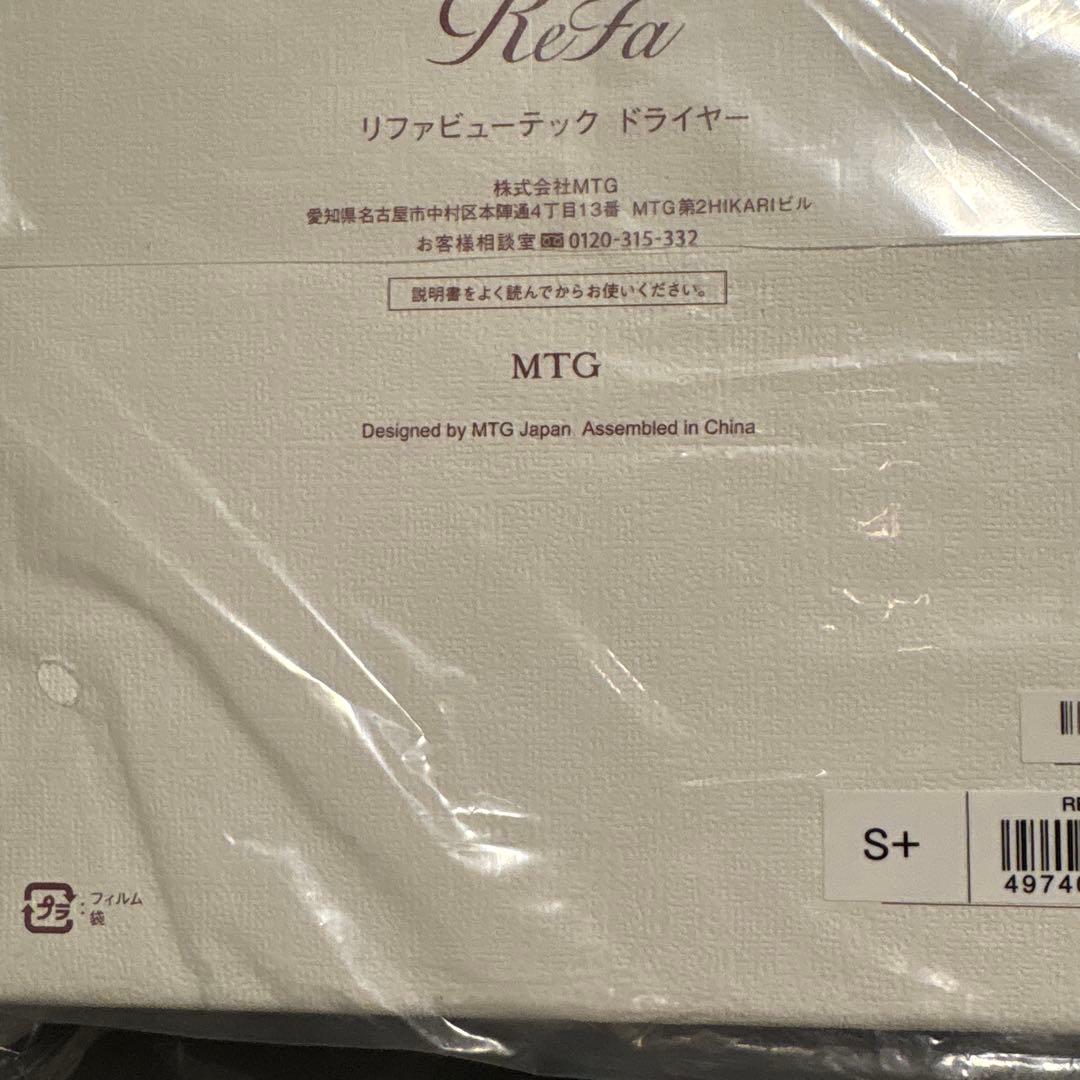 ReFa
リファビューテック ドライヤー
株式会社MTG
愛知県名古屋市中村区本陣通4丁目13番 MTG第2HIKARIビル
お客様相談室 0120-315-332
説明書をよく読んでからお使いください。
MTG
Designed by MTG Japan Assembled in China
S+
プラ : フィルム
袋